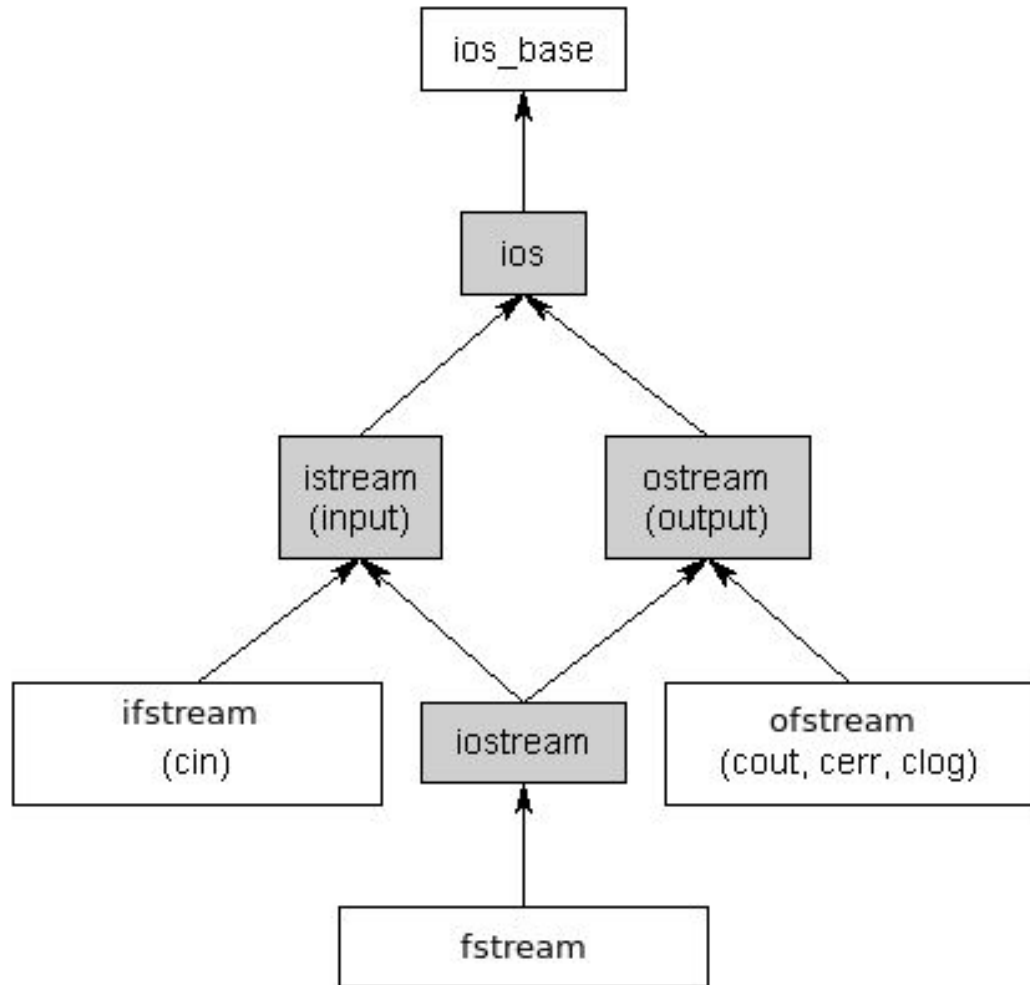 ios_base
ios
istream
(input)
ostream
(output)
ifstream
(cin)
iostream
ofstream
(cout, cerr, clog)
fstream